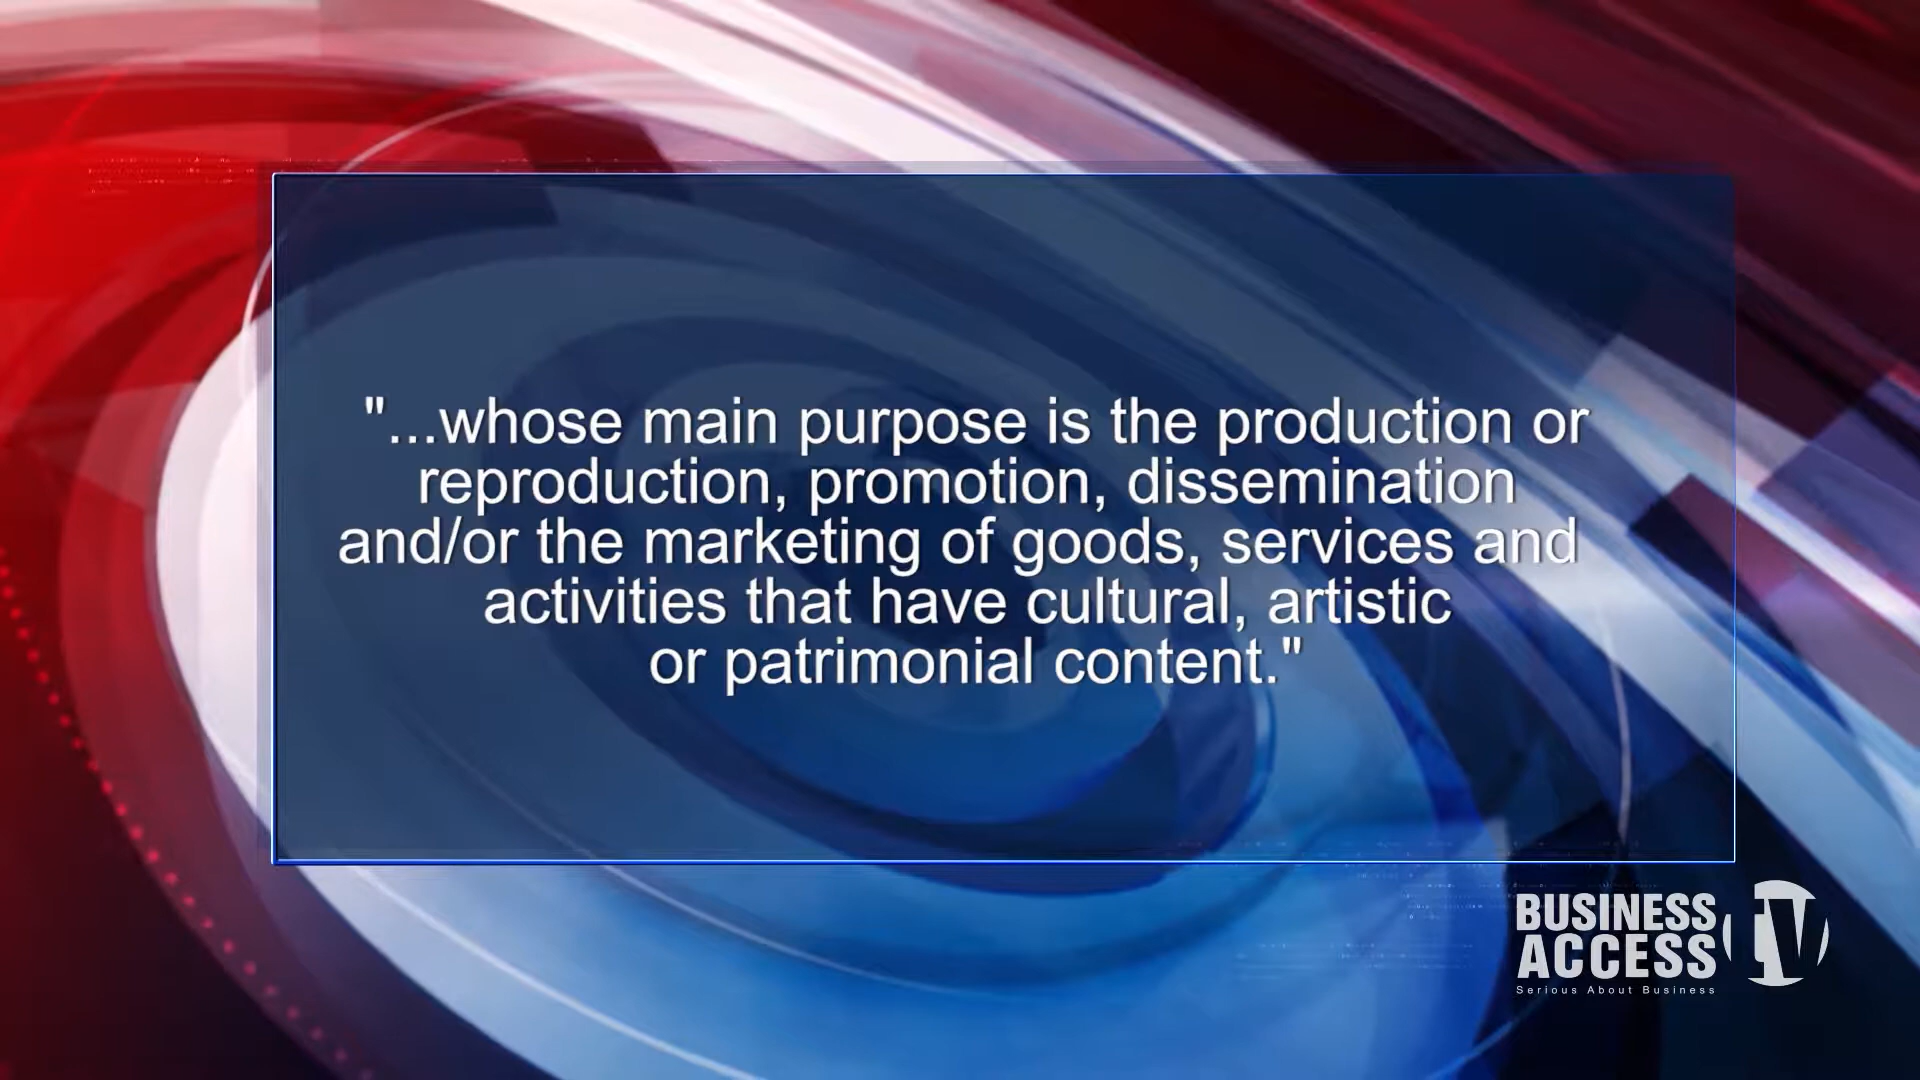 "...whose main purpose is the production or
reproduction, promotion, dissemination
and/or the marketing of goods, services and
activities that have cultural, artistic
or patrimonial content."
BUSINESS
ACCESS
TV
Serious About Business